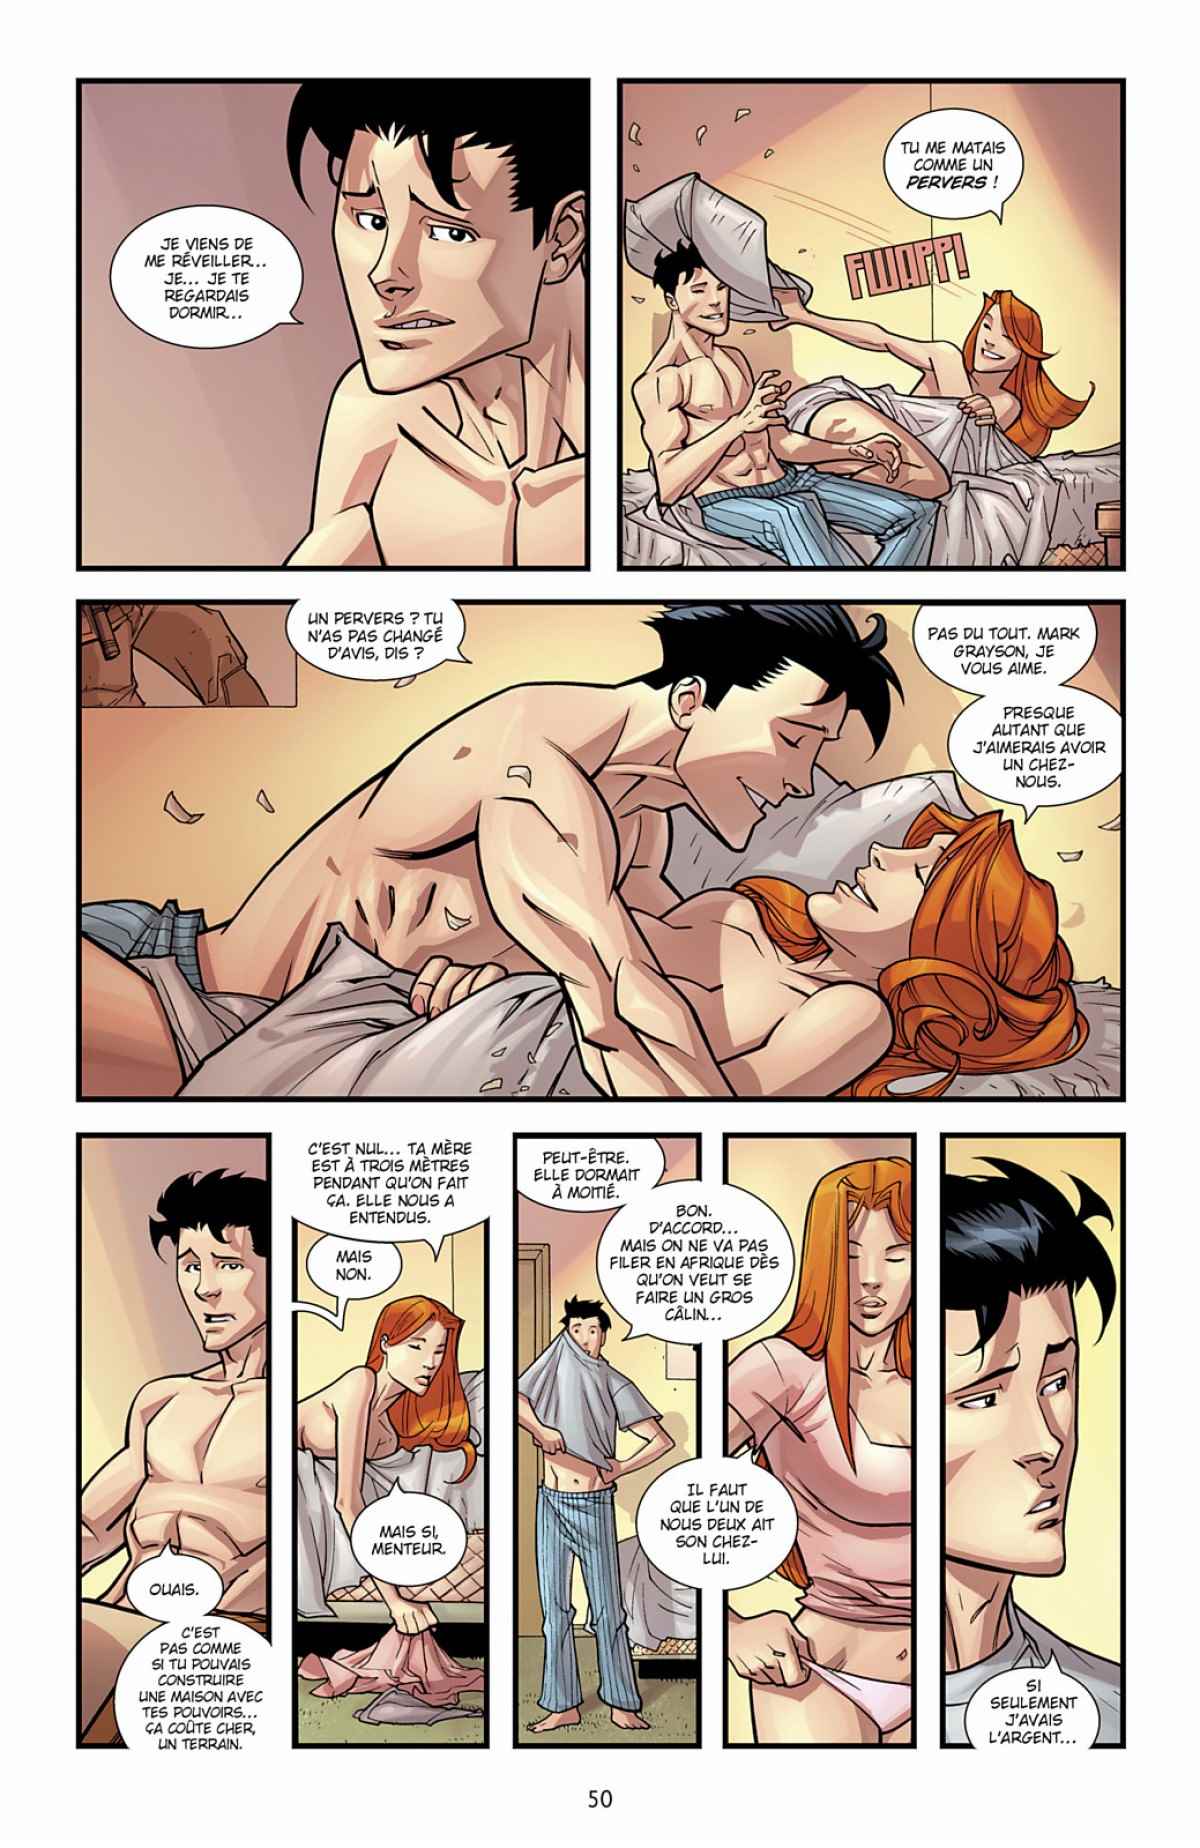 JE VIENS DE
ME RÉVEILLER...
JE... JE TE
REGARDAIS
DORMIR...
TU ME MATAIS
COMME UN
PERVERS !
FWAPP!
UN PERVERS ? TU
N'AS PAS CHANGÉ
D'AVIS, DIS ?
PAS DU TOUT. MARK
GRAYSON, JE
VOUS AIME.
PRESQUE
AUTANT QUE
J'AIMERAIS AVOIR
UN CHEZ-
NOUS.
OUAIS.
C'EST
PAS COMME
SI TU POUVAIS
CONSTRUIRE
UNE MAISON AVEC
TES POUVOIRS...
ÇA COÛTE CHER,
UN TERRAIN.
C'EST NUL... TA MÈRE
EST À TROIS MÈTRES
PENDANT QU'ON FAIT
ÇA. ELLE NOUS A
ENTENDUS.
MAIS
NON.
MAIS SI,
MENTEUR.
PEUT-ÊTRE.
ELLE DORMAIT
À MOITIÉ.
BON.
D'ACCORD...
MAIS ON NE VA PAS
FILER EN AFRIQUE DÈS
QU'ON VEUT SE
FAIRE UN GROS
CÂLIN...
IL FAUT
QUE L'UN DE
NOUS DEUX AIT
SON CHEZ-
LUI.
SI
SEULEMENT
J'AVAIS
L'ARGENT...
50